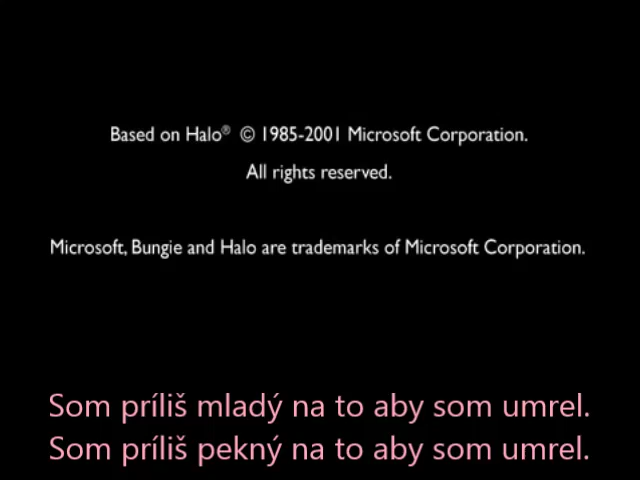 Based on Halo® © 1985-2001 Microsoft Corporation.
All rights reserved.
Microsoft, Bungie and Halo are trademarks of Microsoft Corporation.
Som príliš mladý na to aby som umrel.
Som príliš pekný na to aby som umrel.